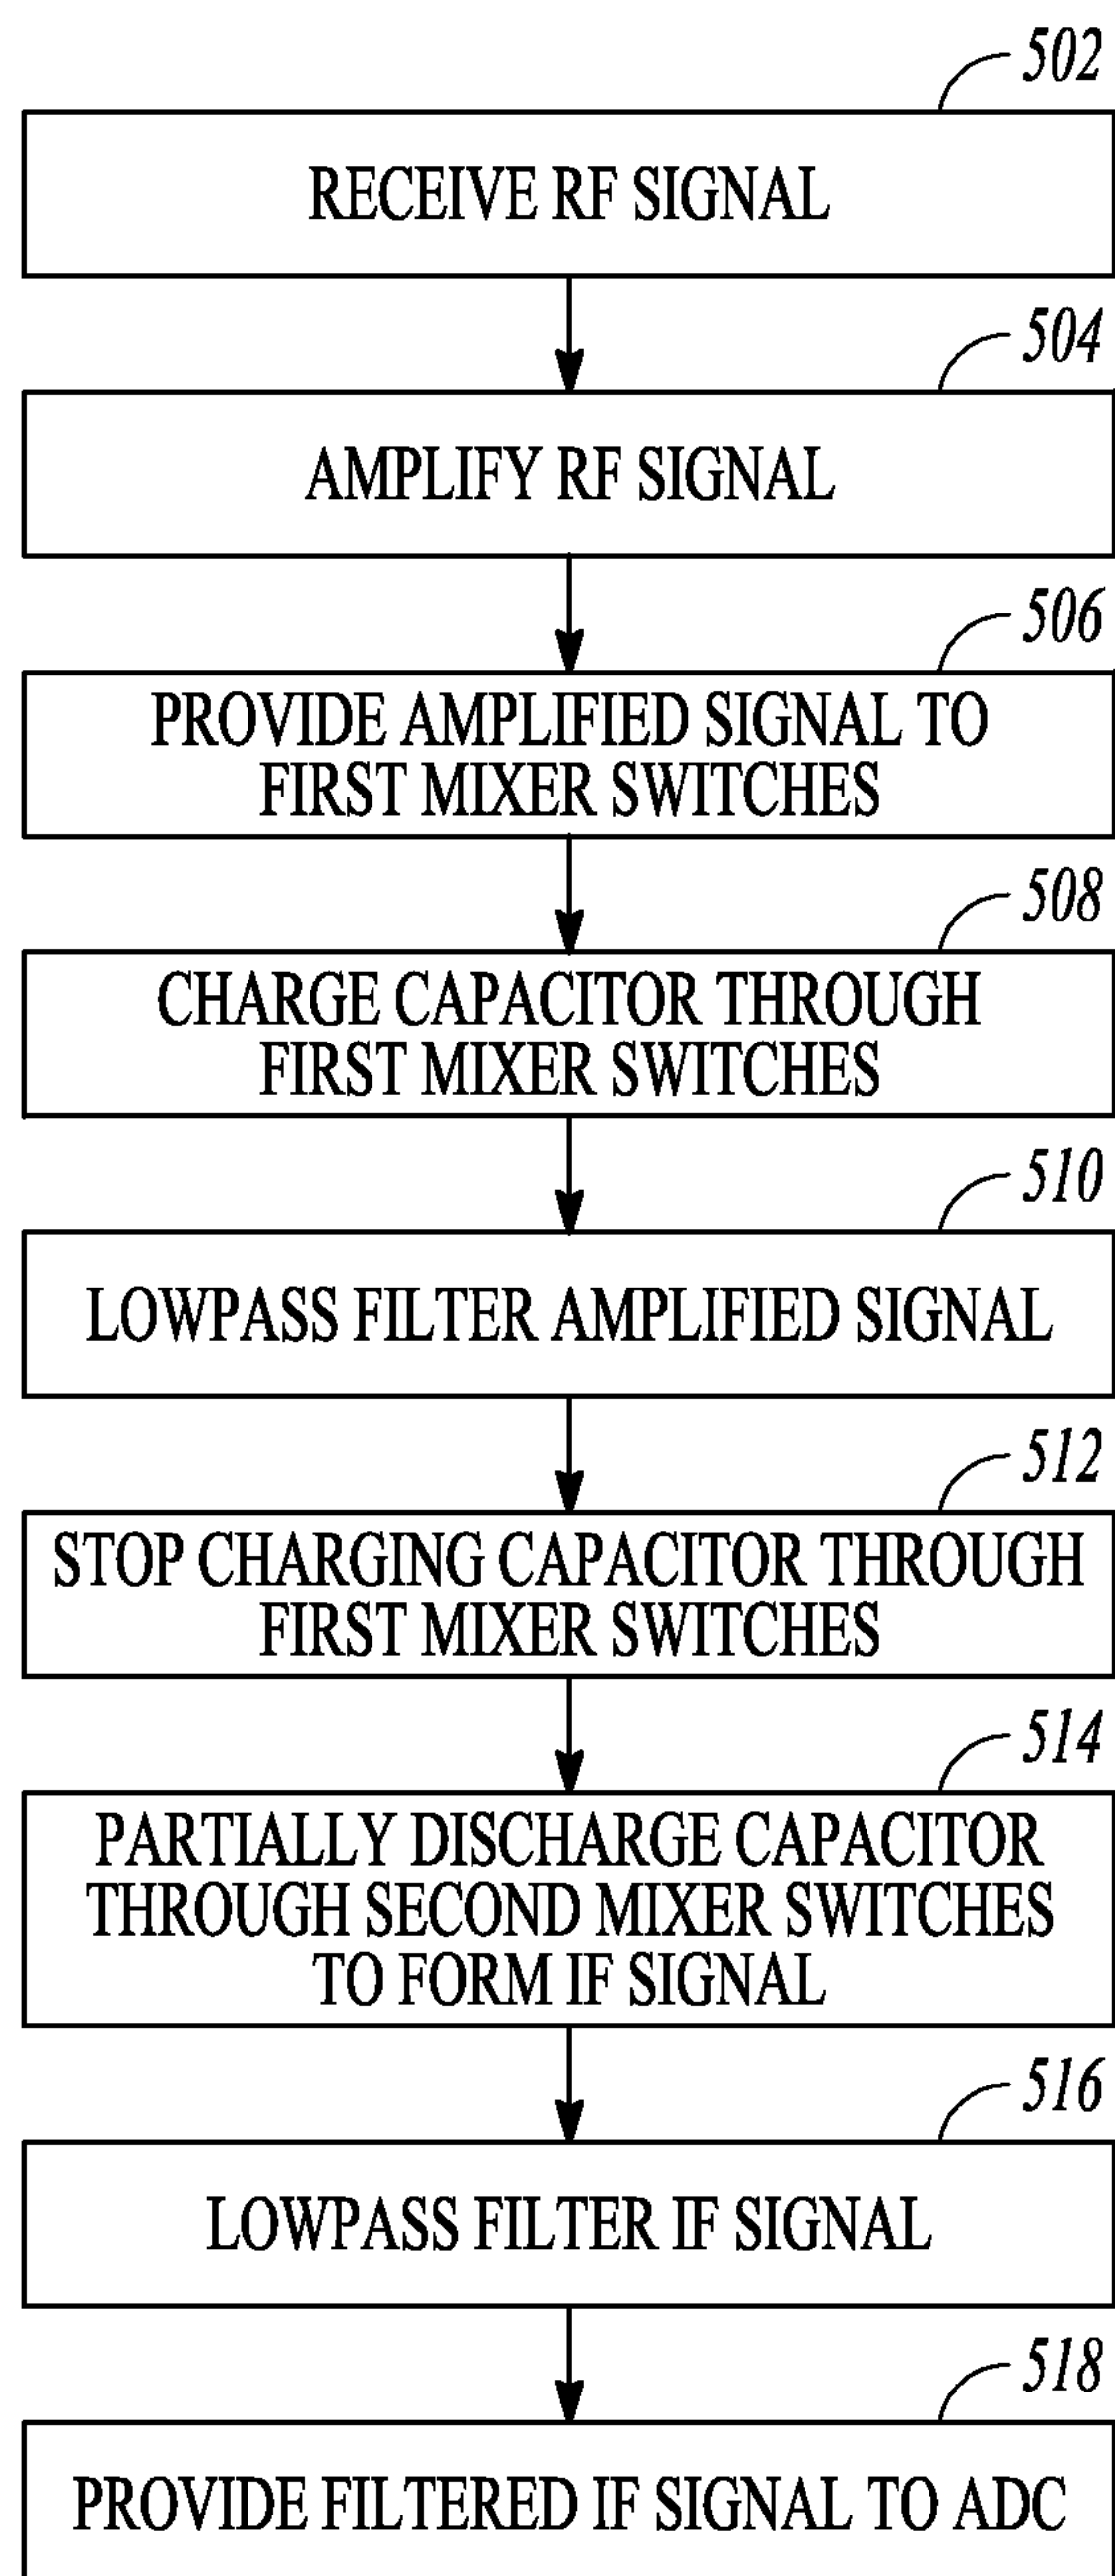 502
RECEIVE RF SIGNAL
504
AMPLIFY RF SIGNAL
506
PROVIDE AMPLIFIED SIGNAL TO
FIRST MIXER SWITCHES
508
CHARGE CAPACITOR THROUGH
FIRST MIXER SWITCHES
510
LOWPASS FILTER AMPLIFIED SIGNAL
512
STOP CHARGING CAPACITOR THROUGH
FIRST MIXER SWITCHES
514
PARTIALLY DISCHARGE CAPACITOR
THROUGH SECOND MIXER SWITCHES
TO FORM IF SIGNAL
516
LOWPASS FILTER IF SIGNAL
518
PROVIDE FILTERED IF SIGNAL TO ADC